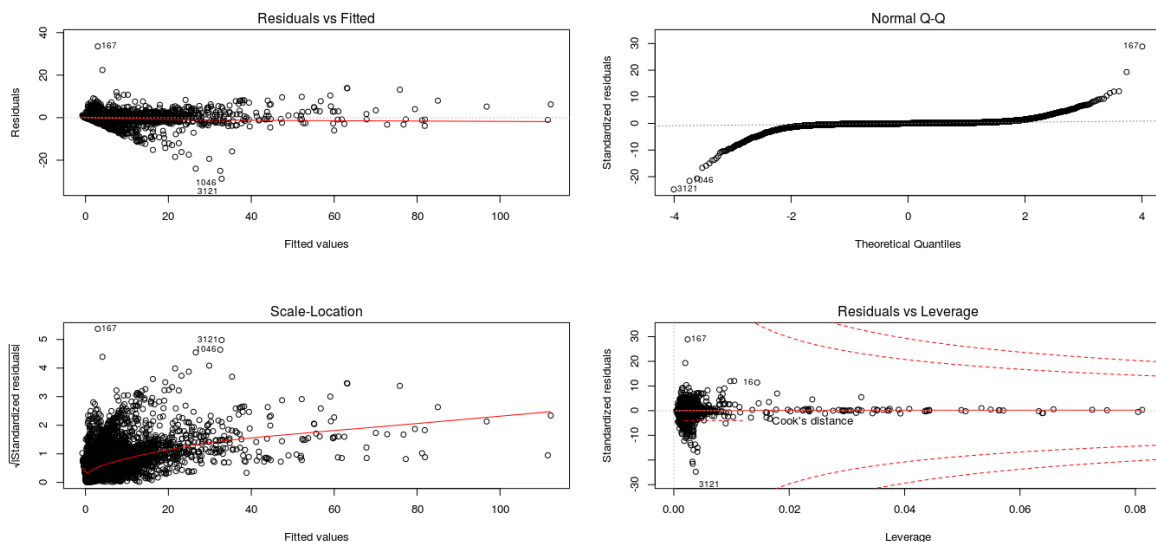 Residuals vs Fitted
Residuals
40
20
0
-20
167
1046
3121
0 20 40 60 80 100
Fitted values
Normal Q-Q
Standardized residuals
30
20
10
0
-10
-20
167
1046
3121
-4 -2 0 2 4
Theoretical Quantiles
Scale-Location
√|Standardized residuals|
5
4
3
2
1
0
167
3121
1046
0 20 40 60 80 100
Fitted values
Residuals vs Leverage
Standardized residuals
30
20
10
0
-10
-30
167
16
Cook's distance
3121
0.00 0.02 0.04 0.06 0.08
Leverage